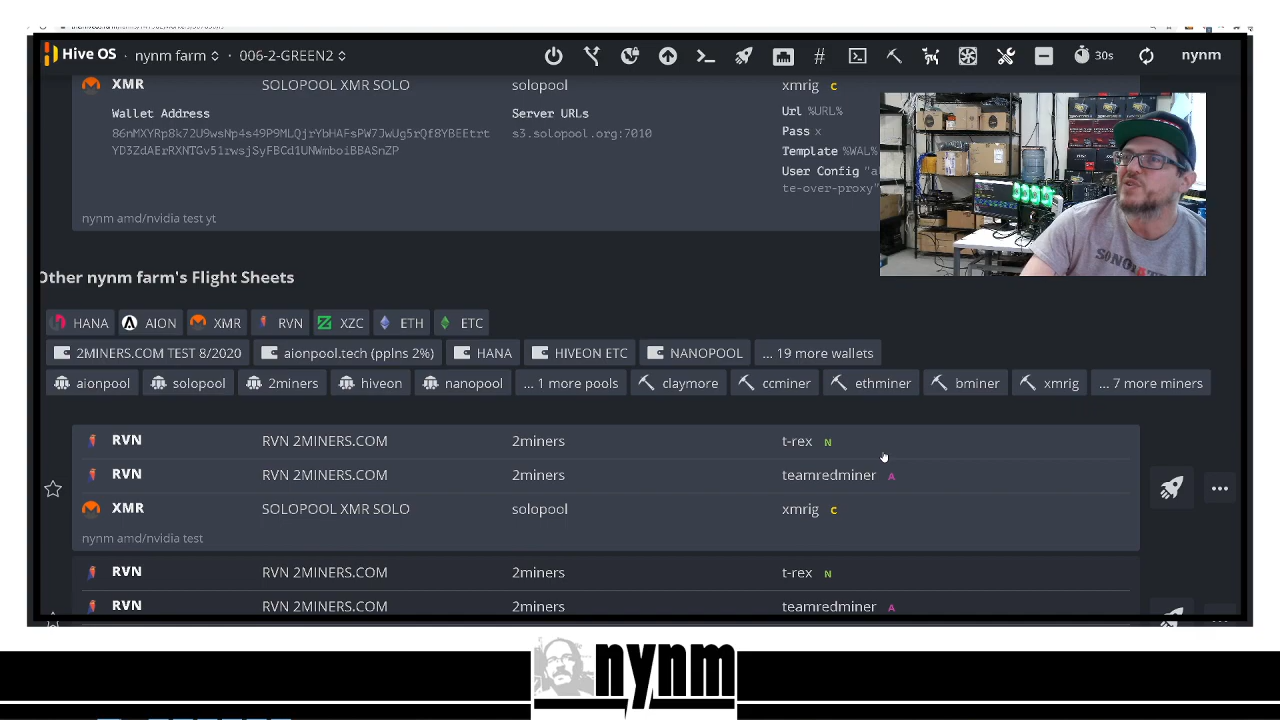 Hive OS nynm farm 006-2-GREEN2 30s nynm
XMR SOLOPOOL XMR SOLO solopool xmrig C
Wallet Address Server URLs Url %URL%
86nMXYRp8k72U9wsNp4s49P9MLQjrYbHAFsPW7JwUg5rQf8YBEEtrt s3.solopool.org:7010 Pass x
YD3ZdAErRXNTGv51rwsjSyFBCd1UNWmboiBBASnZP Template %WAL%
User Config "a
te-over-proxy"
nynm amd/nvidia test yt
Other nynm farm's Flight Sheets
HANA AION XMR RVN XZC ETH ETC
2MINERS.COM TEST 8/2020 aionpool.tech (pplns 2%) HANA HIVEON ETC NANOPOOL ... 19 more wallets
aionpool solopool 2miners hiveon nanopool ... 1 more pools claymore ccminer ethminer bminer xmrig ... 7 more miners
RVN RVN 2MINERS.COM 2miners t-rex N
RVN RVN 2MINERS.COM 2miners teamredminer A
XMR SOLOPOOL XMR SOLO solopool xmrig C
nynm amd/nvidia test
RVN RVN 2MINERS.COM 2miners t-rex N
RVN RVN 2MINERS.COM 2miners teamredminer A
nynm